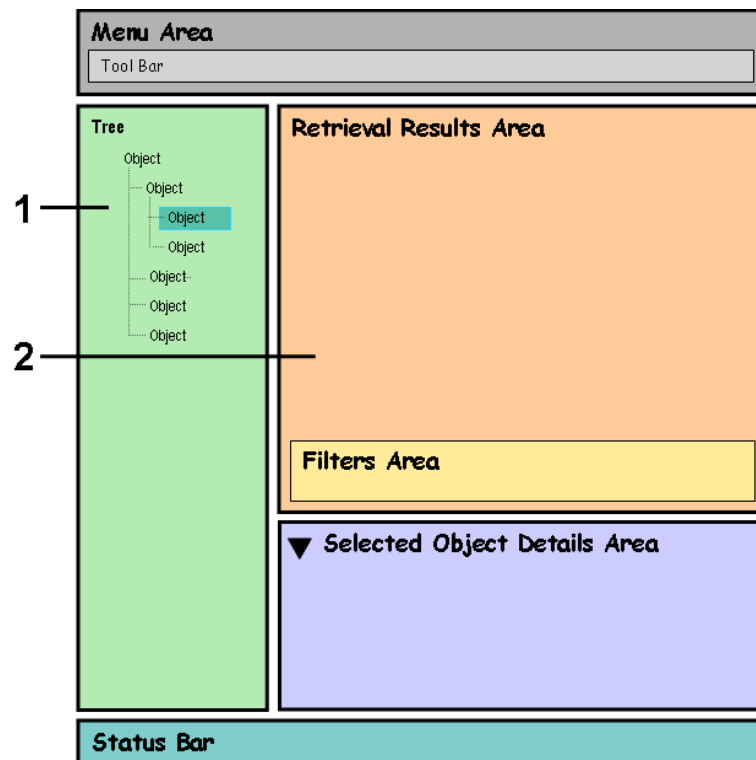 Menu Area
Tool Bar
Tree
Object
Object
1
Object
Object
Object
Object
Object
2
Retrieval Results Area
Filters Area
Selected Object Details Area
Status Bar